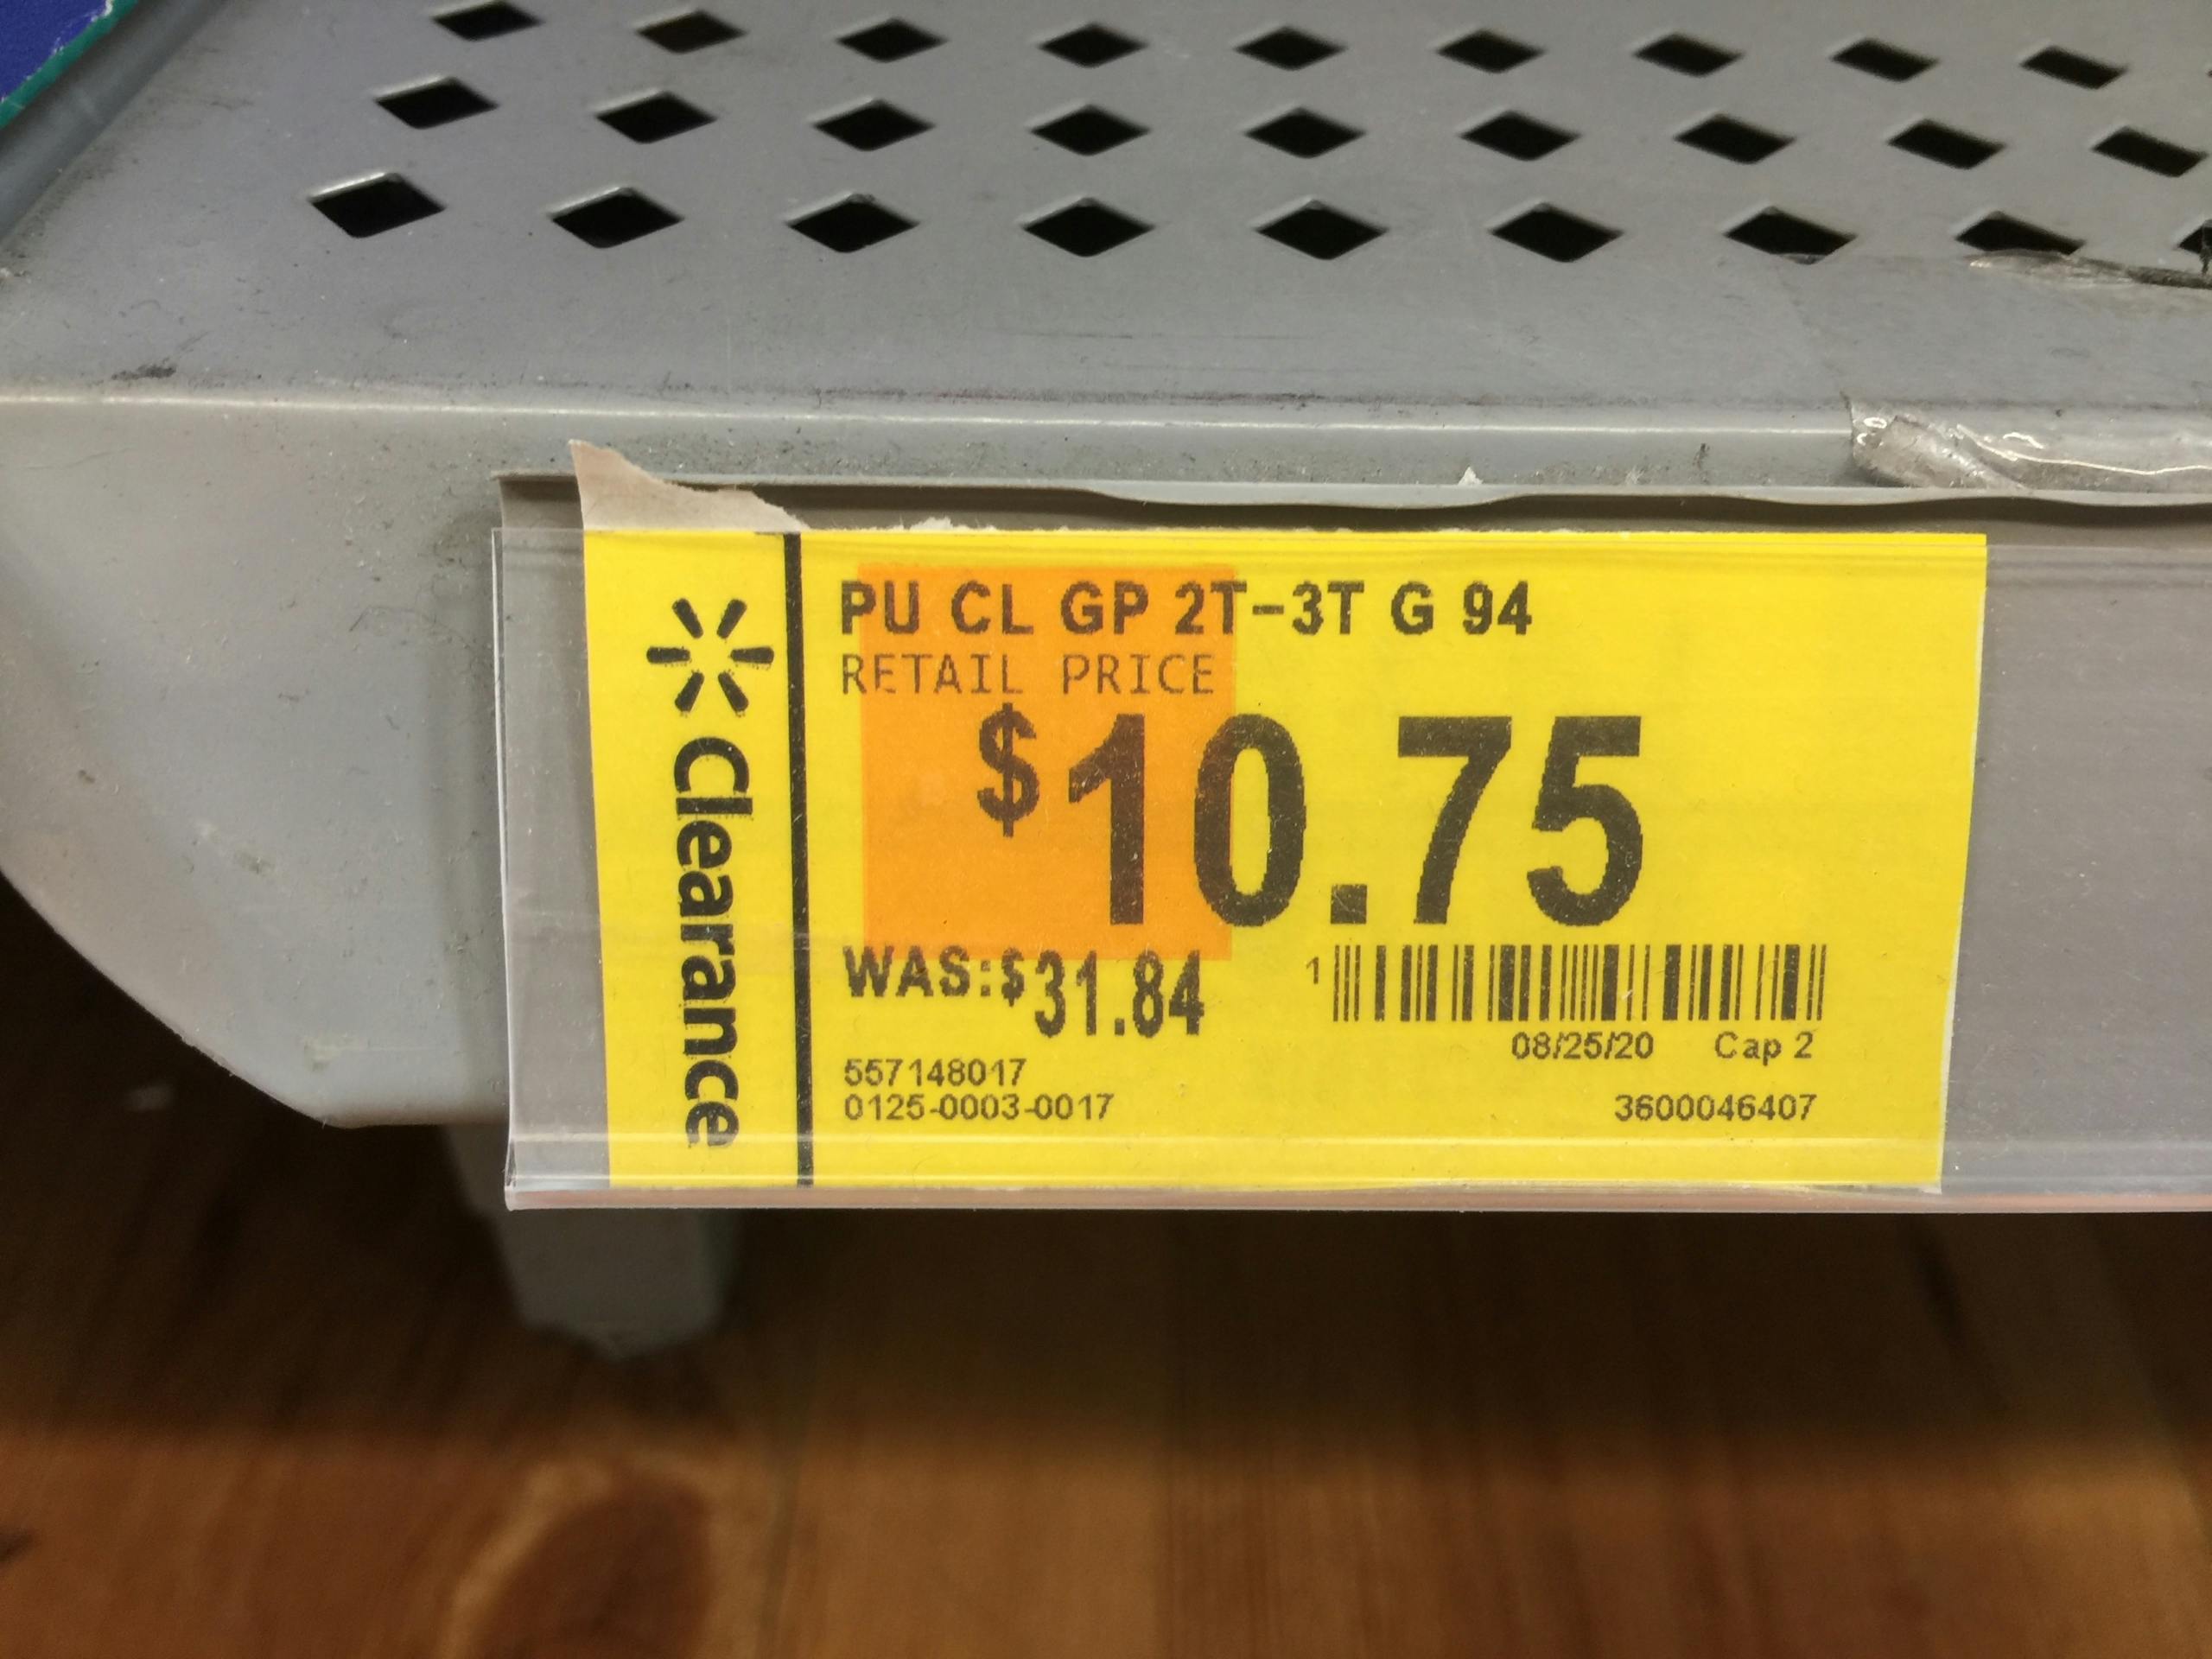 Clearance
PU CL GP 2T-3T G 94
RETAIL PRICE
$10.75
WAS:$31.84
1
08/25/20 Cap 2
557148017
0125-0003-0017
3600046407